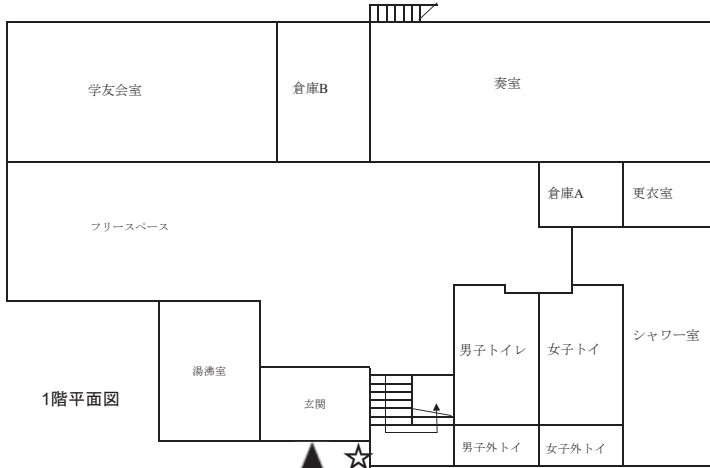 学友会室
倉庫B
奏室
倉庫A
更衣室
フリースペース
シャワー室
男子トイレ
女子トイ
湯沸室
1階平面図
玄関
男子外トイ
女子外トイ